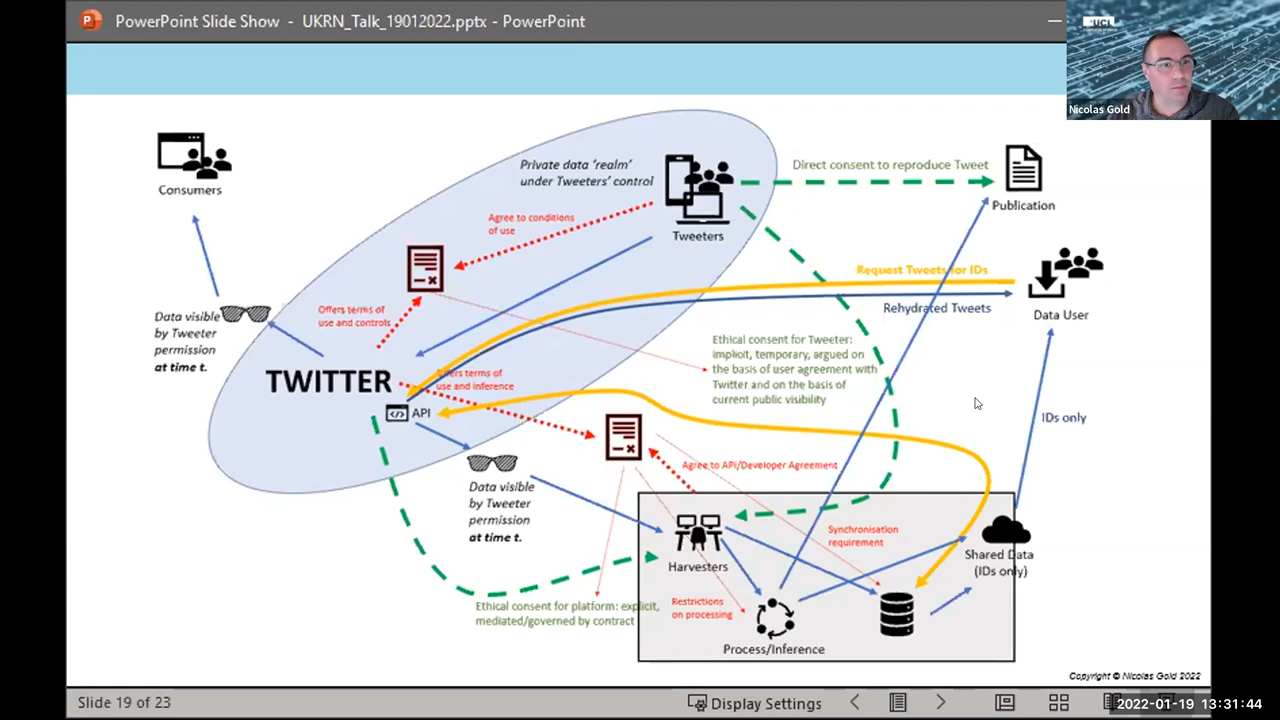 PowerPoint Slide Show - UKRN_Talk_19012022.pptx - PowerPoint
UCL
Nicolas Gold
Consumers
Private data ‘realm’
under Tweeters’ control
Tweeters
Direct consent to reproduce Tweet
Publication
Agree to conditions
of use
Request Tweets for IDs
Rehydrated Tweets
Data User
Data visible
by Tweeter
permission
at time t.
Offers terms of
use and controls
Ethical consent for Tweeter:
implicit, temporary, argued on
the basis of user agreement with
Twitter and on the basis of
current public visibility
TWITTER
Offers terms of
use and inference
API
IDs only
Agree to API/Developer Agreement
Data visible
by Tweeter
permission
at time t.
Harvesters
Synchronisation
requirement
Shared Data
(IDs only)
Ethical consent for platform: explicit,
mediated/governed by contract
Restrictions
on processing
Process/Inference
Copyright © Nicolas Gold 2022
Slide 19 of 23
Display Settings
2022-01-19 13:31:44